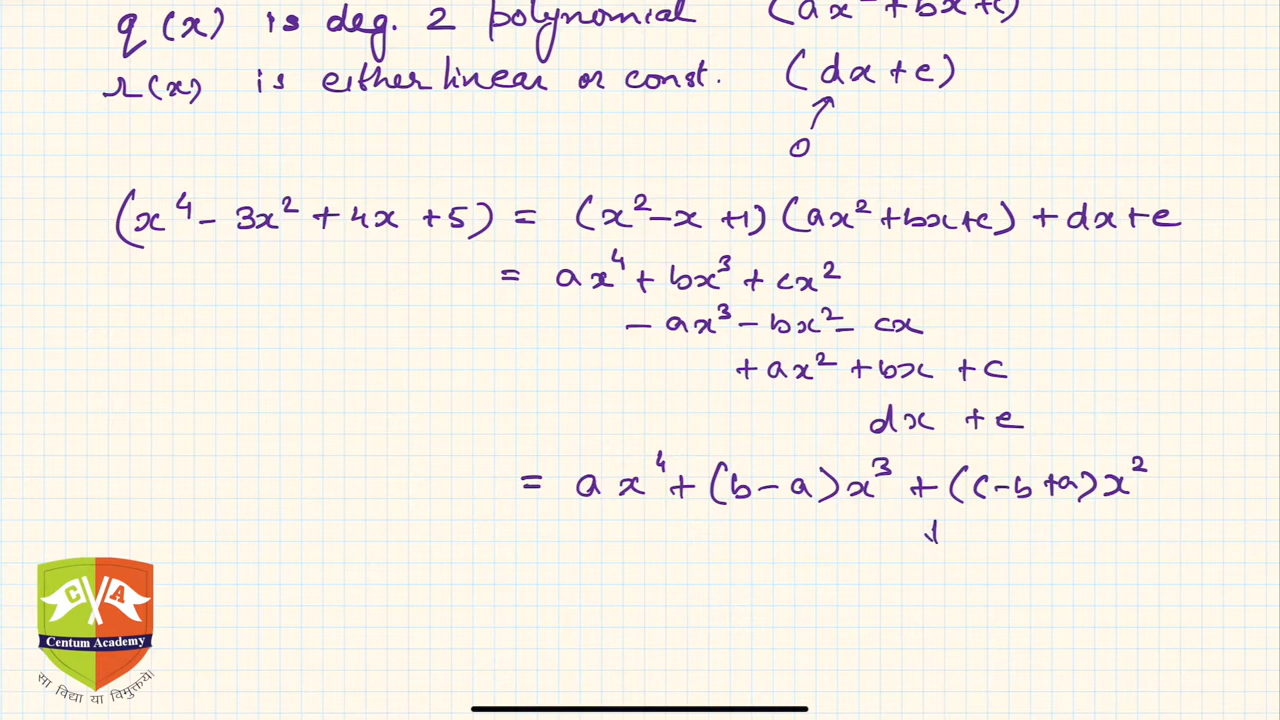 q(x) is deg. 2 polynomial (ax² + bx + c)
r(x) is either linear or const. (dx + e)
0
(x⁴ - 3x² + 4x + 5) = (x² - x + 1) (ax² + bx + c) + dx + e
= ax⁴ + bx³ + cx²
- ax³ - bx² - cx
+ ax² + bx + c
dx + e
= ax⁴ + (b - a)x³ + (c - b + a)x²
C A
Centum Academy
सा विद्या या विमुक्तये।